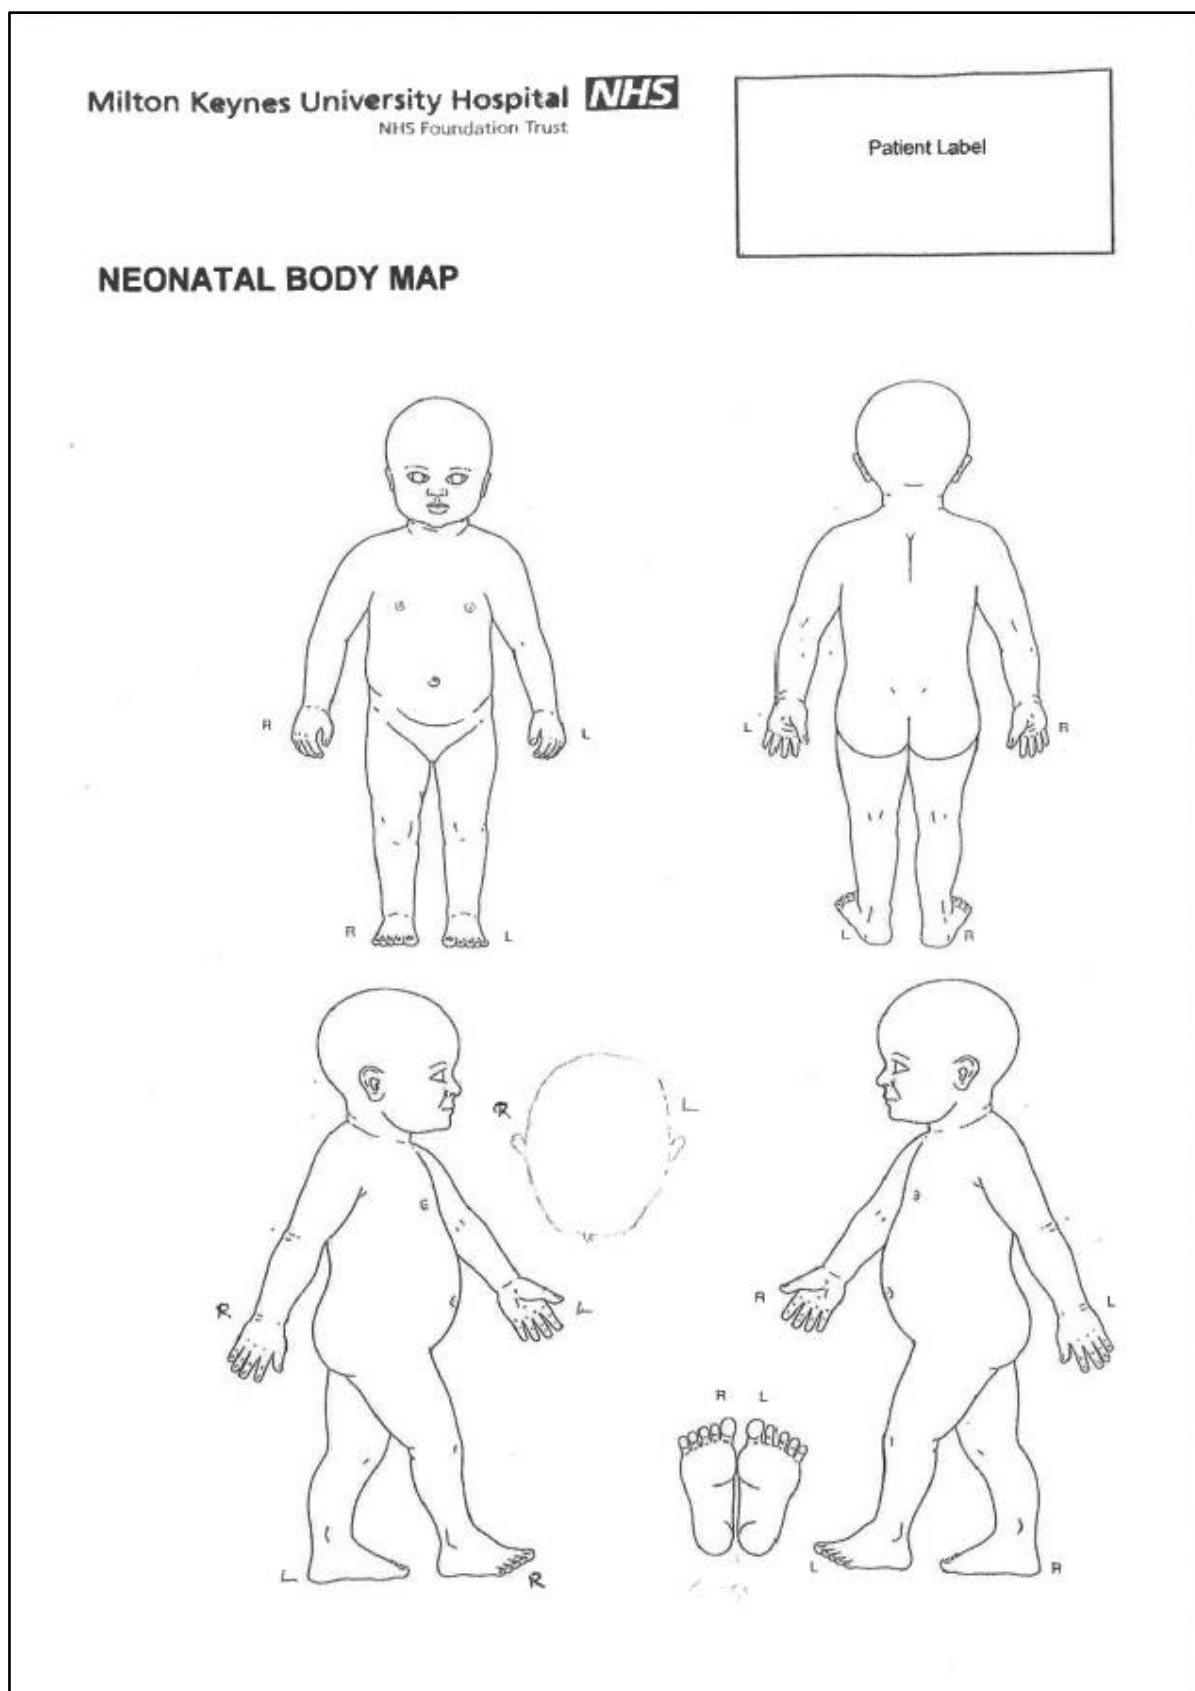 Milton Keynes University Hospital NHS
NHS Foundation Trust
Patient Label
NEONATAL BODY MAP
R L
L R
R L
L R
R L
R L
R L
R L
L R
L R